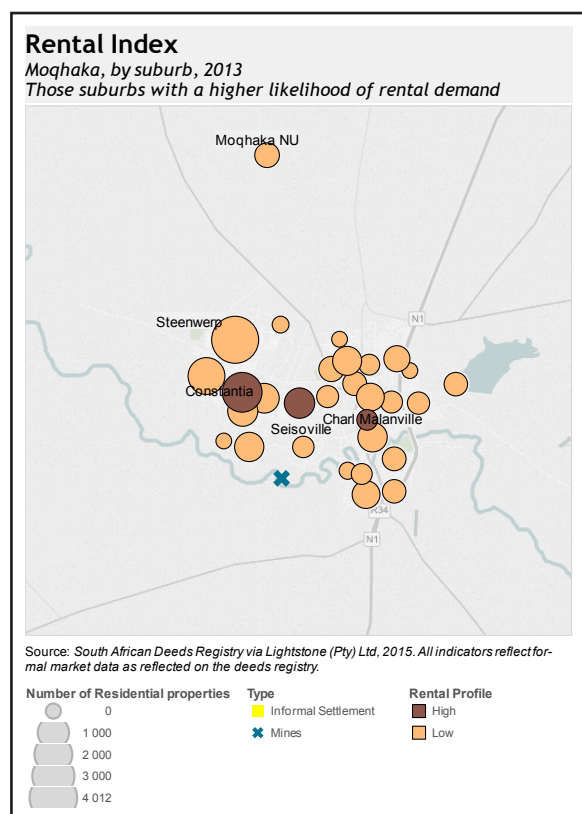 Rental Index
Moqhaka, by suburb, 2013
Those suburbs with a higher likelihood of rental demand
Moqhaka NU
N1
Steenwerp
Constantia
Charl Malanville
Seisoville
R34
N1
Source: South African Deeds Registry via Lightstone (Pty) Ltd, 2015. All indicators reflect for-
mal market data as reflected on the deeds registry.
Number of Residential properties
0
1 000
2 000
3 000
4 012
Type
Informal Settlement
Mines
Rental Profile
High
Low